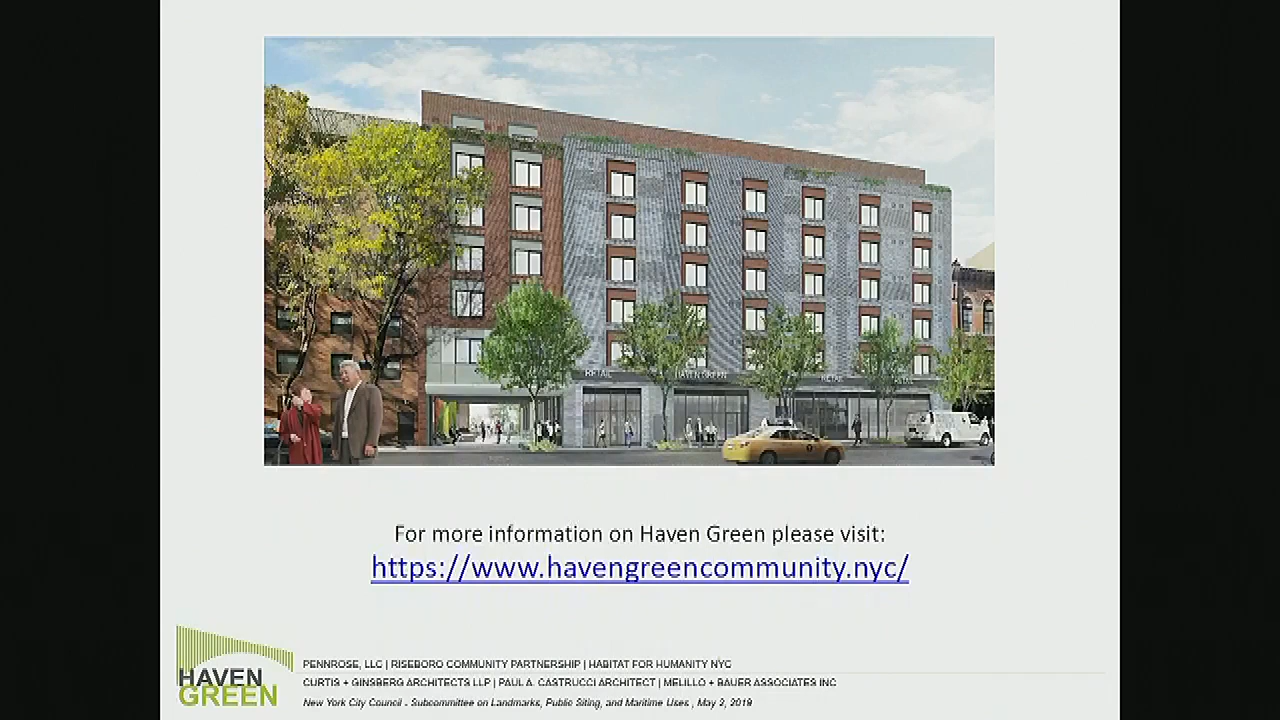 RETAIL
HAVEN GREEN
RETAIL
RETAIL
For more information on Haven Green please visit:
https://www.havengreencommunity.nyc/
HAVEN
GREEN
PENNROSE, LLC | RISEBORO COMMUNITY PARTNERSHIP | HABITAT FOR HUMANITY NYC
CURTIS + GINSBERG ARCHITECTS LLP | PAUL A. CASTRUCCI ARCHITECT | MELILLO + BAUER ASSOCIATES INC
New York City Council - Subcommittee on Landmarks, Public Siting, and Maritime Uses , May 2, 2019